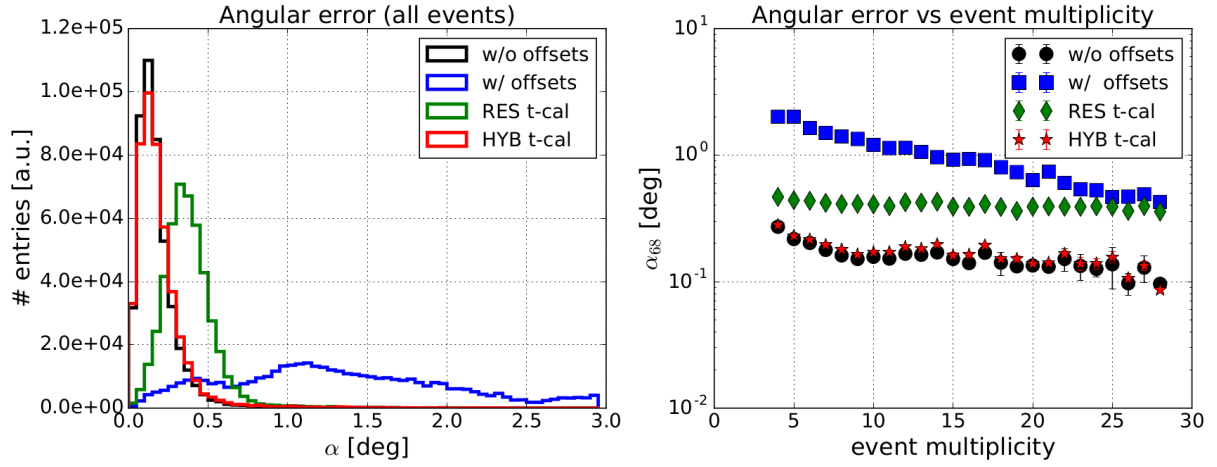 Angular error (all events)
1.2e+05
1.0e+05
8.0e+04
6.0e+04
4.0e+04
2.0e+04
0.0e+00
# entries [a.u.]
w/o offsets
w/ offsets
RES t-cal
HYB t-cal
0.0 0.5 1.0 1.5 2.0 2.5 3.0
α [deg]
Angular error vs event multiplicity
10¹
10⁰
10⁻¹
10⁻²
α₆₈ [deg]
w/o offsets
w/ offsets
RES t-cal
HYB t-cal
0 5 10 15 20 25 30
event multiplicity